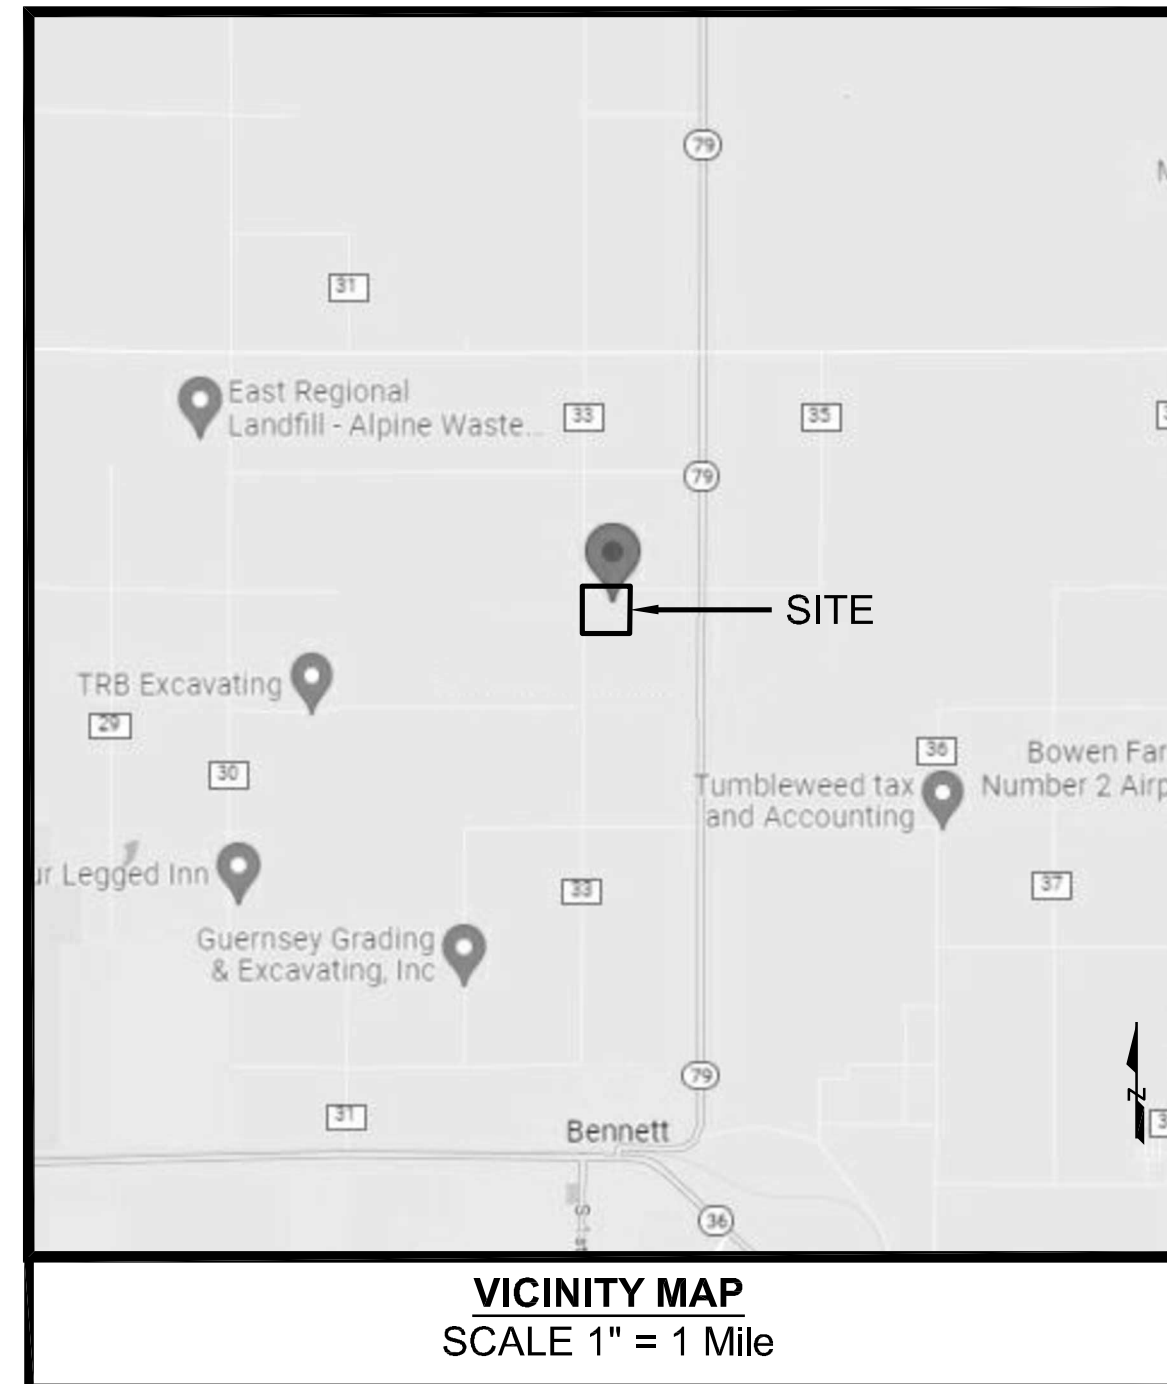 79
31
East Regional
Landfill - Alpine Waste...
33
35
79
SITE
TRB Excavating
29
36
Bowen Far
30
Tumbleweed tax
Number 2 Airp
and Accounting
ur Legged Inn
33
37
Guernsey Grading
& Excavating, Inc
79
N
31
Bennett
36
VICINITY MAP
SCALE 1" = 1 Mile